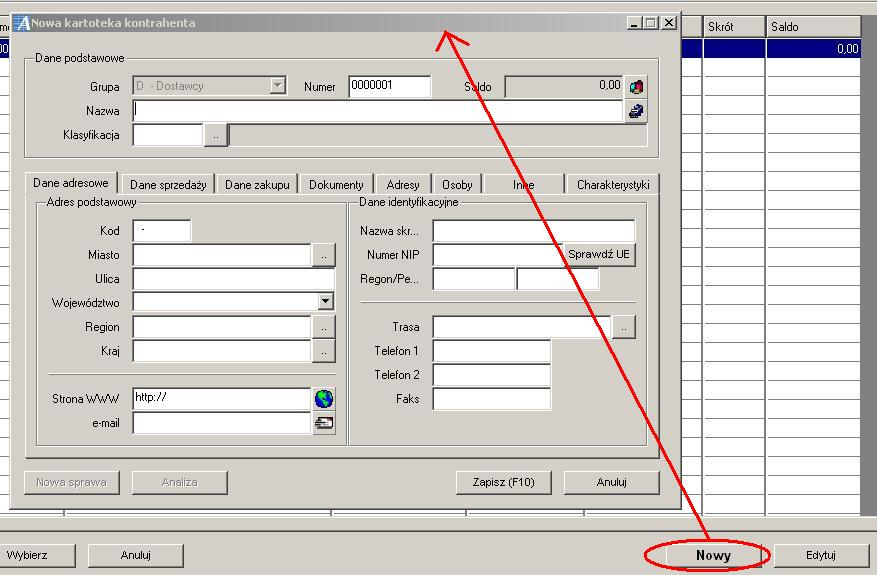 Nowa kartoteka kontrahenta
Skrót Saldo
0,00
Dane podstawowe
Grupa D - Dostawcy Numer 0000001 Saldo 0,00
Nazwa
Klasyfikacja ..
Dane adresowe Dane sprzedaży Dane zakupu Dokumenty Adresy Osoby Inne Charakterystyki
Adres podstawowy
Kod -
Miasto ..
Ulica
Województwo
Region ..
Kraj ..
Strona WWW http://
e-mail
Dane identyfikacyjne
Nazwa skr...
Numer NIP Sprawdź UE
Regon/Pe...
Trasa ..
Telefon 1
Telefon 2
Faks
Nowa sprawa Analiza Zapisz (F10) Anuluj
Wybierz Anuluj Nowy Edytuj